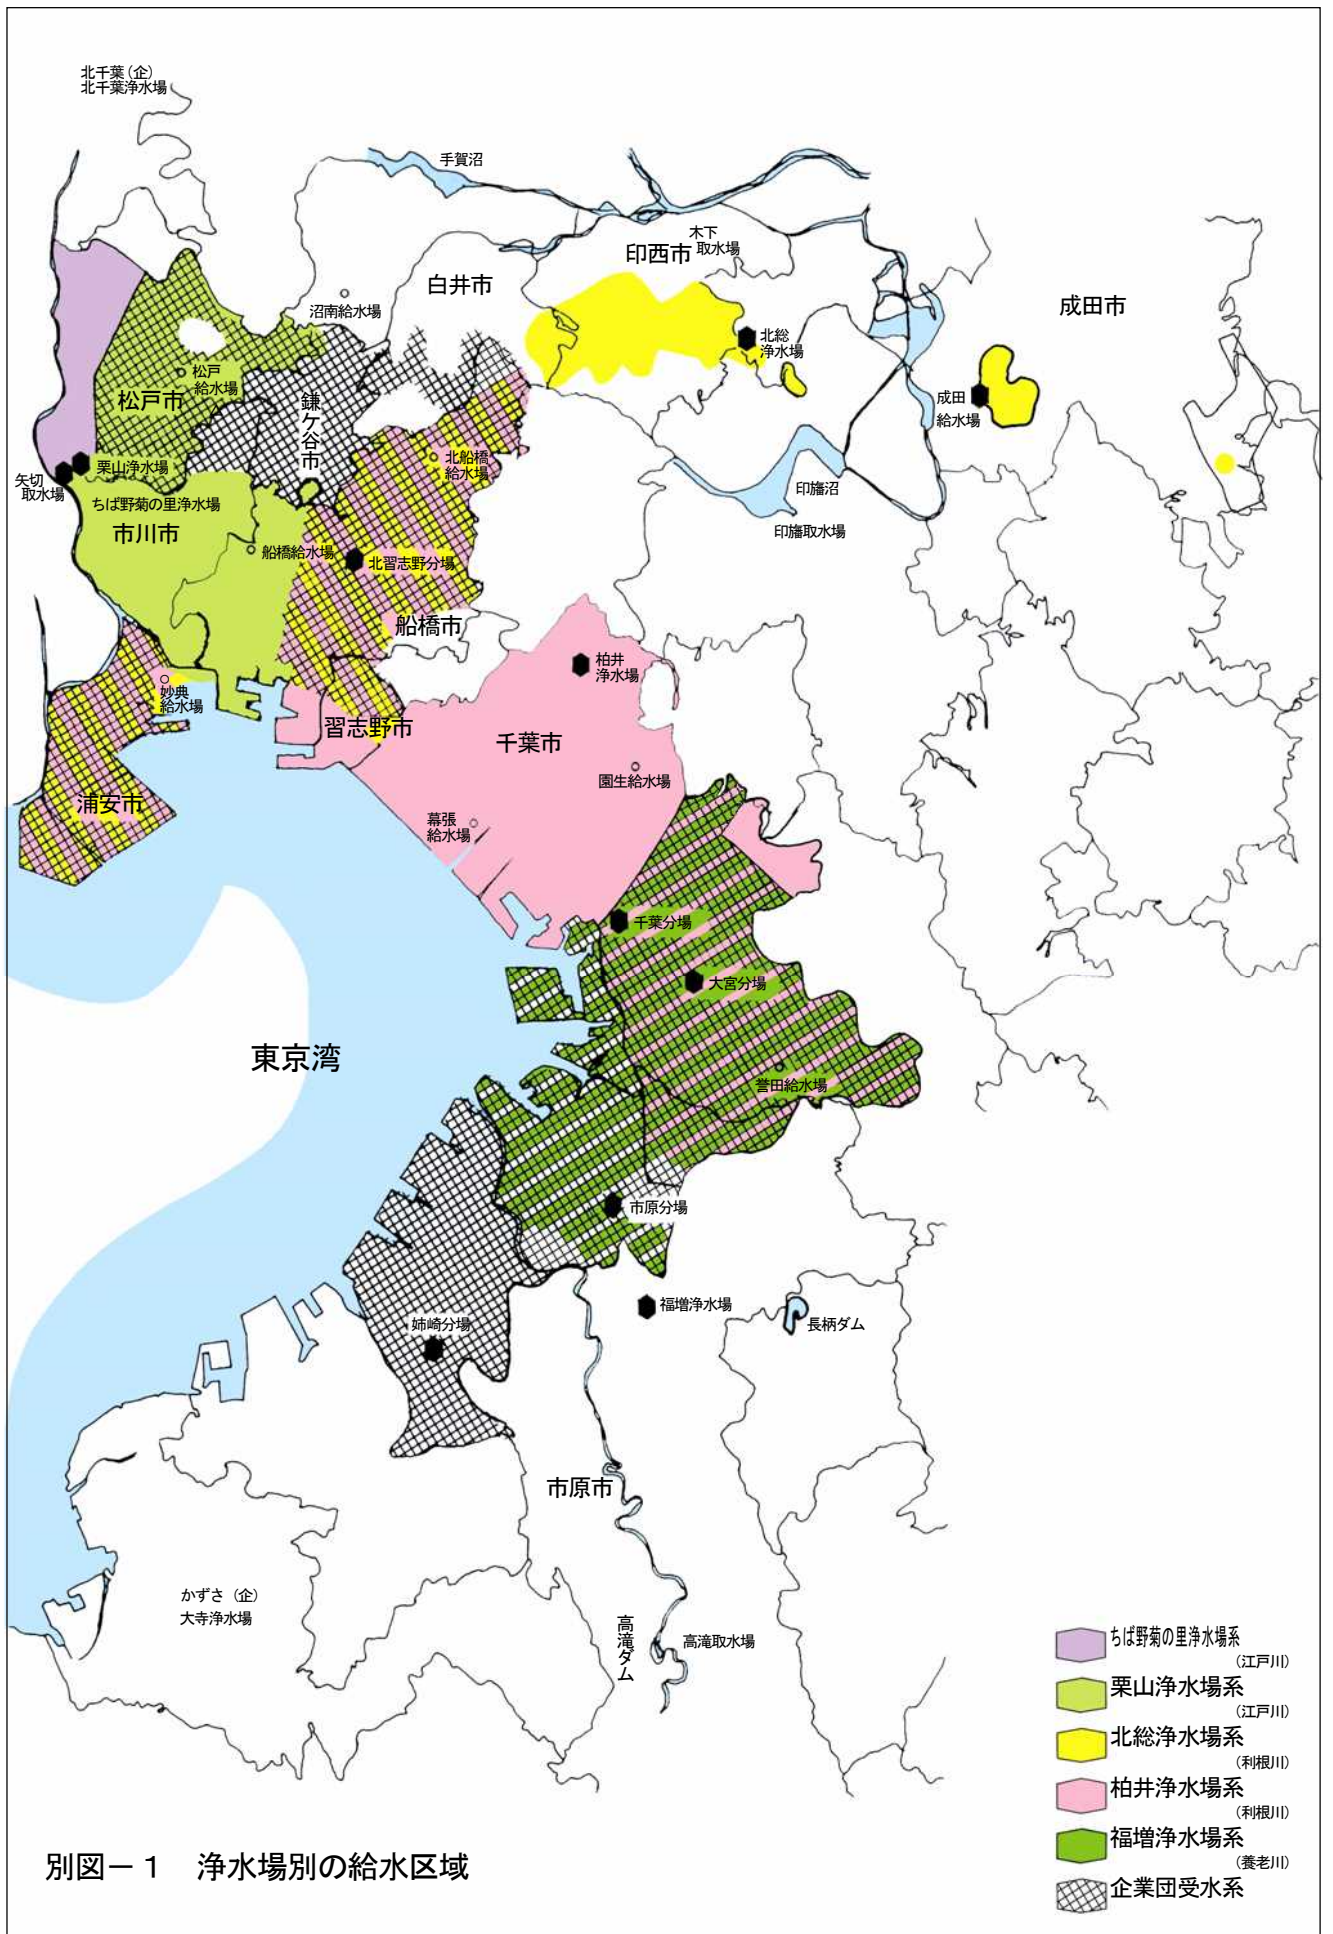 北千葉（企）
北千葉浄水場
手賀沼
木下
取水場
印西市
白井市
成田市
沼南給水場
北総
浄水場
松戸
給水場
松戸市
鎌ケ谷市
成田
給水場
北船橋
給水場
栗山浄水場
矢切
取水場
ちば野菊の里浄水場
市川市
印旛沼
印旛取水場
船橋給水場
北習志野分場
船橋市
柏井
浄水場
妙典
給水場
習志野市
千葉市
園生給水場
浦安市
幕張
給水場
千葉分場
大宮分場
東京湾
誉田給水場
市原分場
福増浄水場
長柄ダム
姉崎分場
市原市
かずさ（企）
大寺浄水場
高滝ダム
高滝取水場
ちば野菊の里浄水場系
（江戸川）
栗山浄水場系
（江戸川）
北総浄水場系
（利根川）
柏井浄水場系
（利根川）
福増浄水場系
（養老川）
企業団受水系
別図－１　浄水場別の給水区域